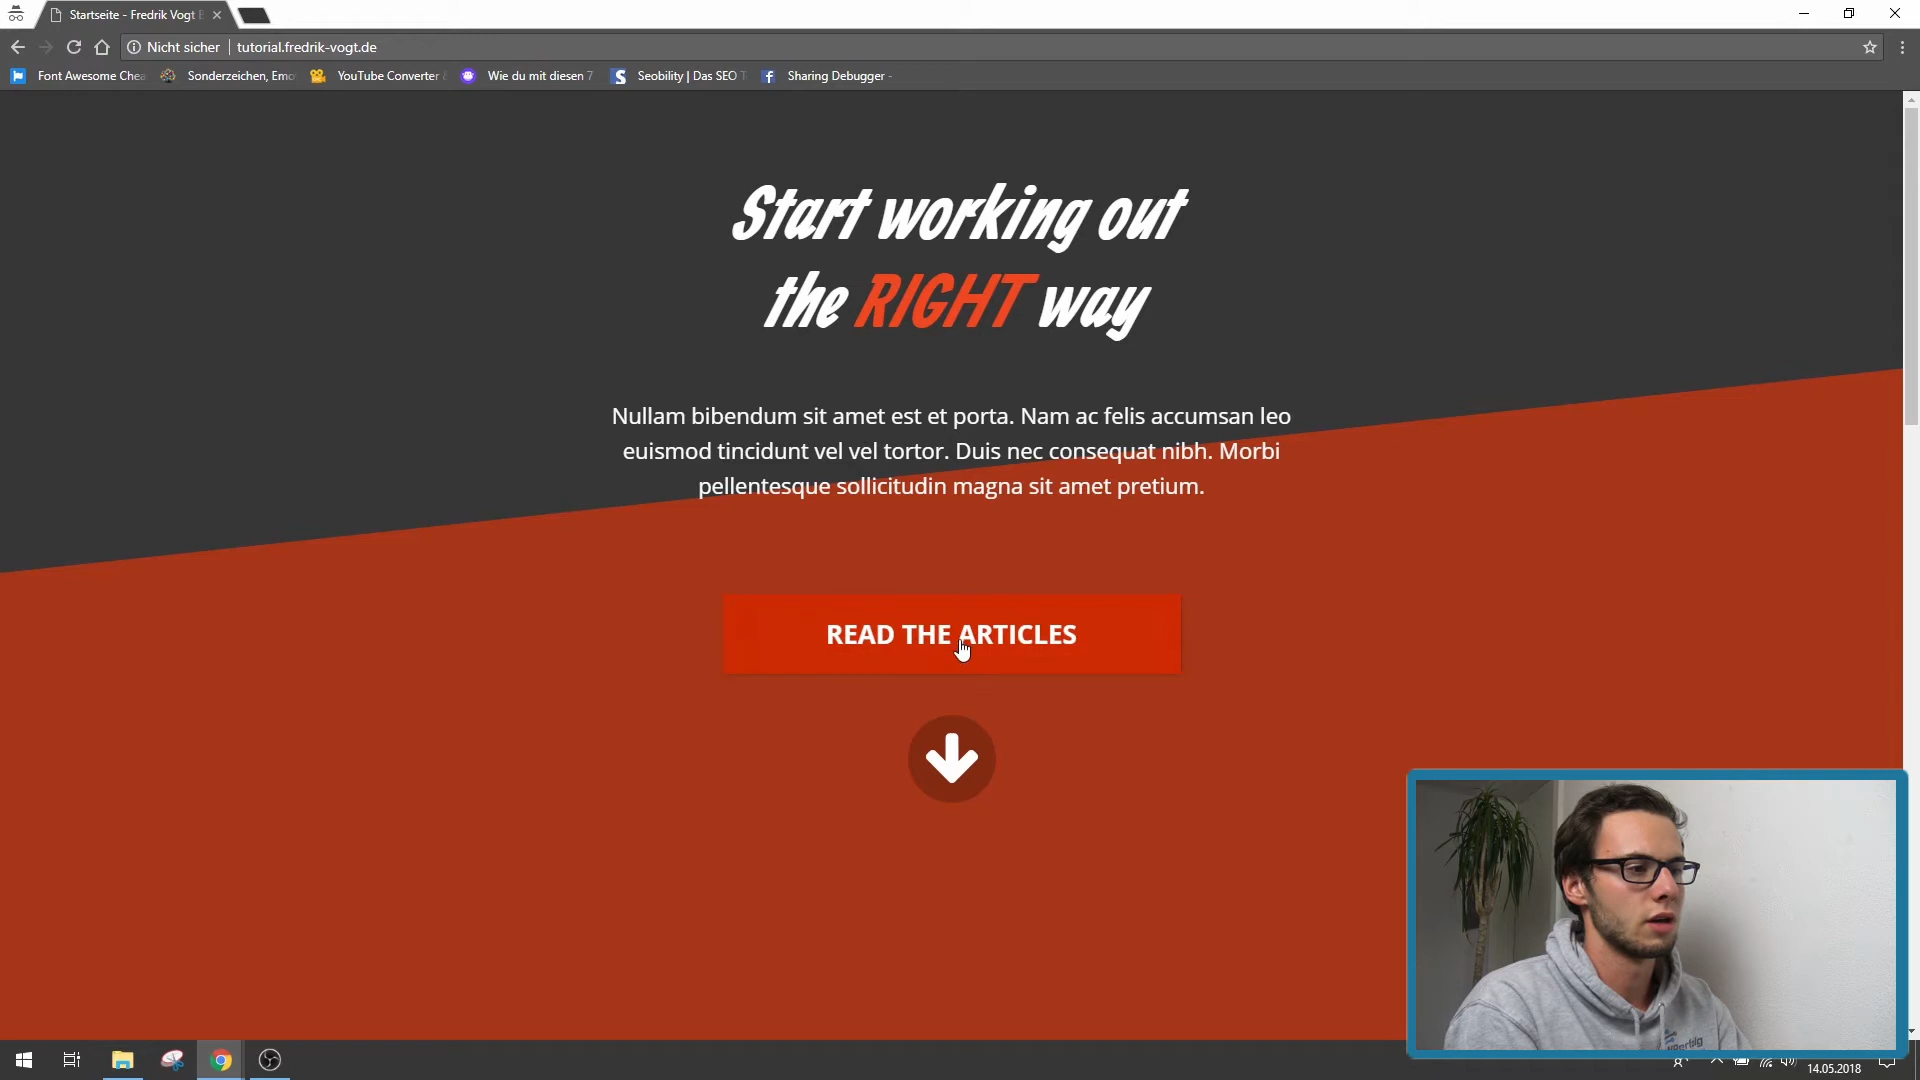 Startseite - Fredrik Vogt
Nicht sicher
tutorial.fredrik-vogt.de
Font Awesome Chea
Sonderzeichen, Emo
YouTube Converter
Wie du mit diesen 7
Seobility | Das SEO T
Sharing Debugger -
Start working out
the RIGHT way
Nullam bibendum sit amet est et porta. Nam ac felis accumsan leo
euismod tincidunt vel vel tortor. Duis nec consequat nibh. Morbi
pellentesque sollicitudin magna sit amet pretium.
READ THE ARTICLES
14.05.2018